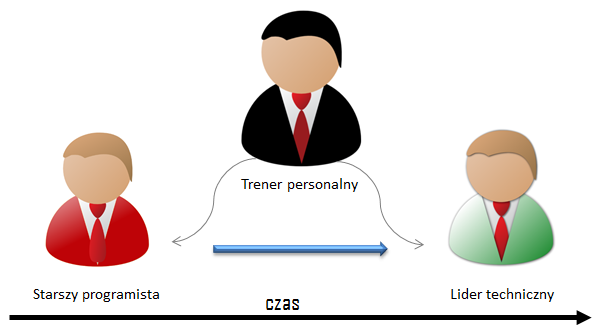 Trener personalny
Starszy programista
Lider techniczny
czas